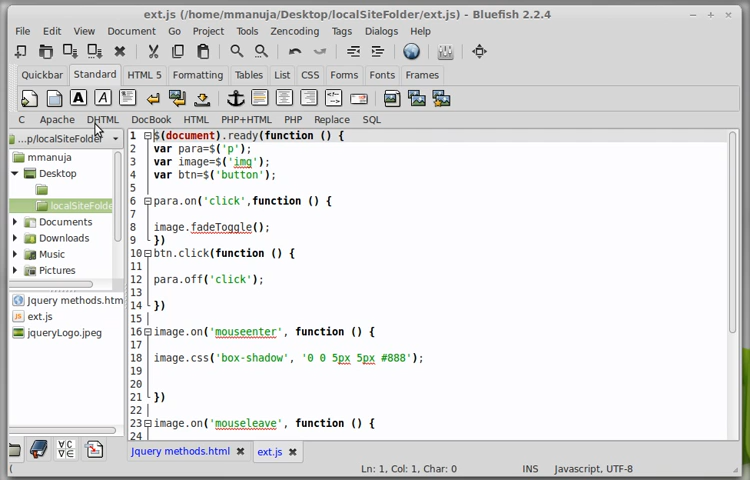 ext.js (/home/mmanuja/Desktop/localSiteFolder/ext.js) - Bluefish 2.2.4
File Edit View Document Go Project Tools Zencoding Tags Dialogs Help
Quickbar Standard HTML 5 Formatting Tables List CSS Forms Fonts Frames
C Apache DHTML DocBook HTML PHP+HTML PHP Replace SQL
...p/localSiteFolder
mmanuja
Desktop
localSiteFolde
Documents
Downloads
Music
Pictures
Jquery methods.htm
ext.js
jqueryLogo.jpeg
1 $(document).ready(function () {
2 var para=$('p');
3 var image=$('img');
4 var btn=$('button');
5
6 para.on('click',function () {
7
8 image.fadeToggle();
9 })
10 btn.click(function () {
11
12 para.off('click');
13
14 })
15
16 image.on('mouseenter', function () {
17
18 image.css('box-shadow', '0 0 5px 5px #888');
19
20
21 })
22
23 image.on('mouseleave', function () {
24
Jquery methods.html ext.js
Ln: 1, Col: 1, Char: 0 INS Javascript, UTF-8